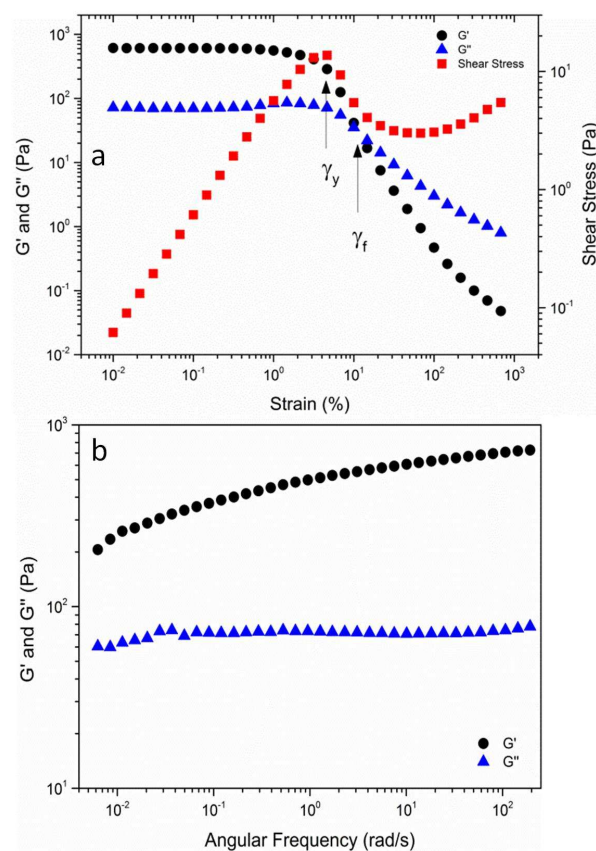 G'
G''
Shear Stress
10³
10²
10¹
10⁰
10⁻¹
10⁻²
G' and G'' (Pa)
a
γy
γf
10¹
10⁰
10⁻¹
Shear Stress (Pa)
10⁻² 10⁻¹ 10⁰ 10¹ 10² 10³
Strain (%)
b
10³
10²
10¹
G' and G'' (Pa)
G'
G''
10⁻² 10⁻¹ 10⁰ 10¹ 10²
Angular Frequency (rad/s)